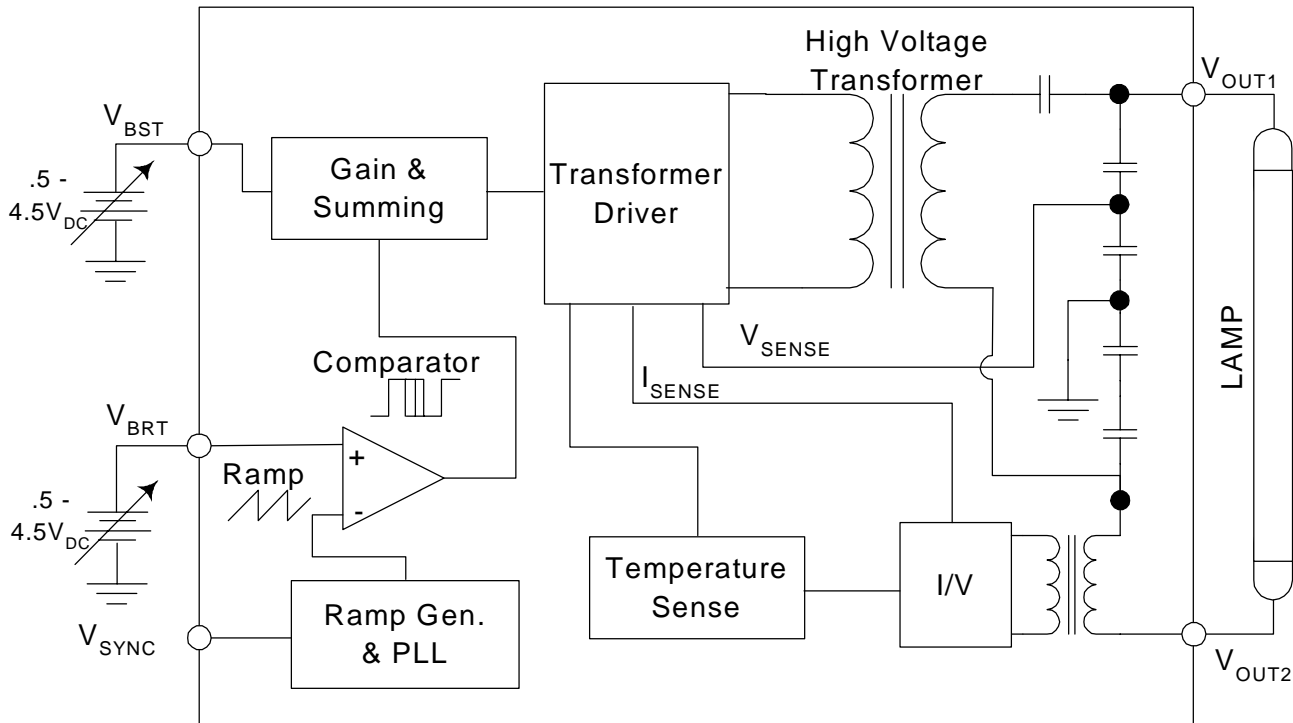 High Voltage
Transformer
V_OUT1
V_BST
.5 -
4.5V_DC
Gain &
Summing
Transformer
Driver
V_SENSE
I_SENSE
LAMP
Comparator
V_BRT
+
Ramp
-
.5 -
4.5V_DC
Temperature
Sense
I/V
Ramp Gen.
& PLL
V_SYNC
V_OUT2